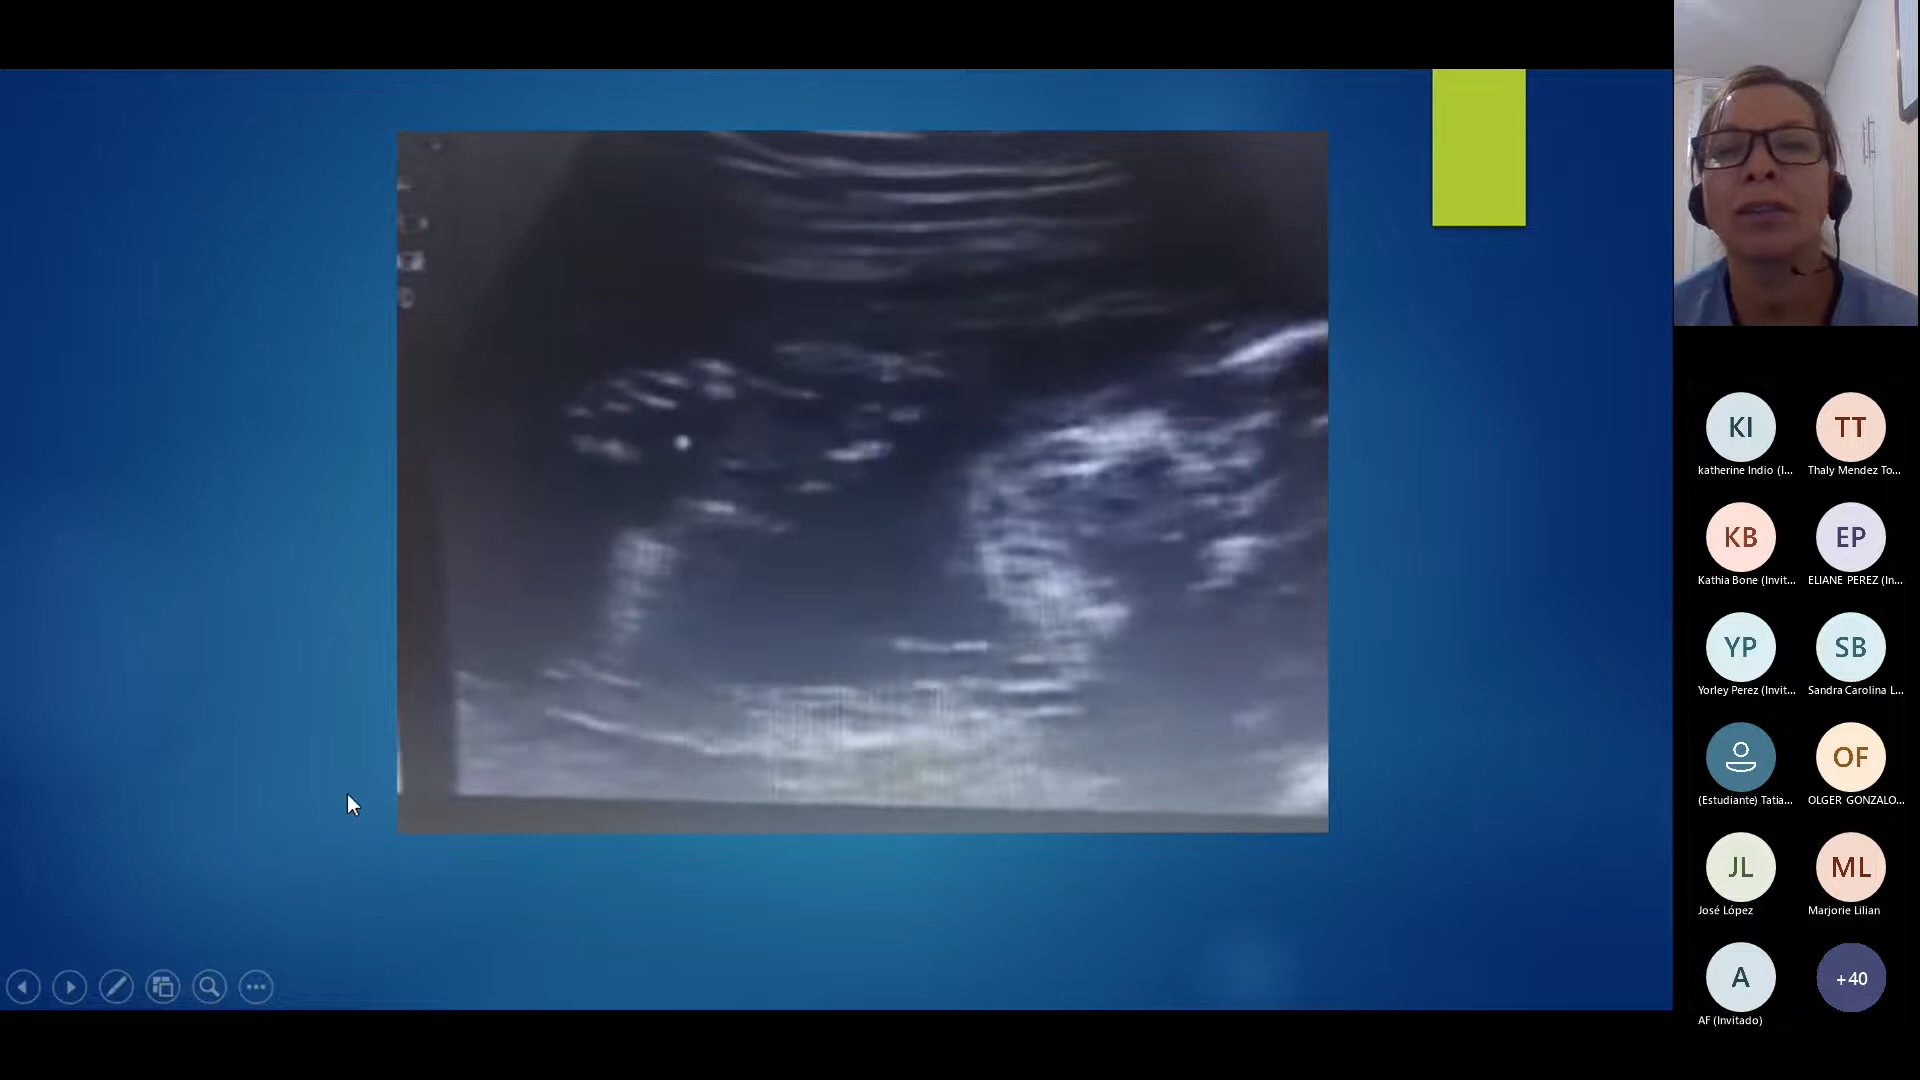 KI
TT
katherine Indio (I...
Thaly Mendez To...
KB
EP
Kathia Bone (Invit...
ELIANE PEREZ (In...
YP
SB
Yorley Perez (Invit...
Sandra Carolina L...
OF
(Estudiante) Tatia...
OLGER GONZALO...
JL
ML
José López
Marjorie Lilian
A
+40
AF (Invitado)